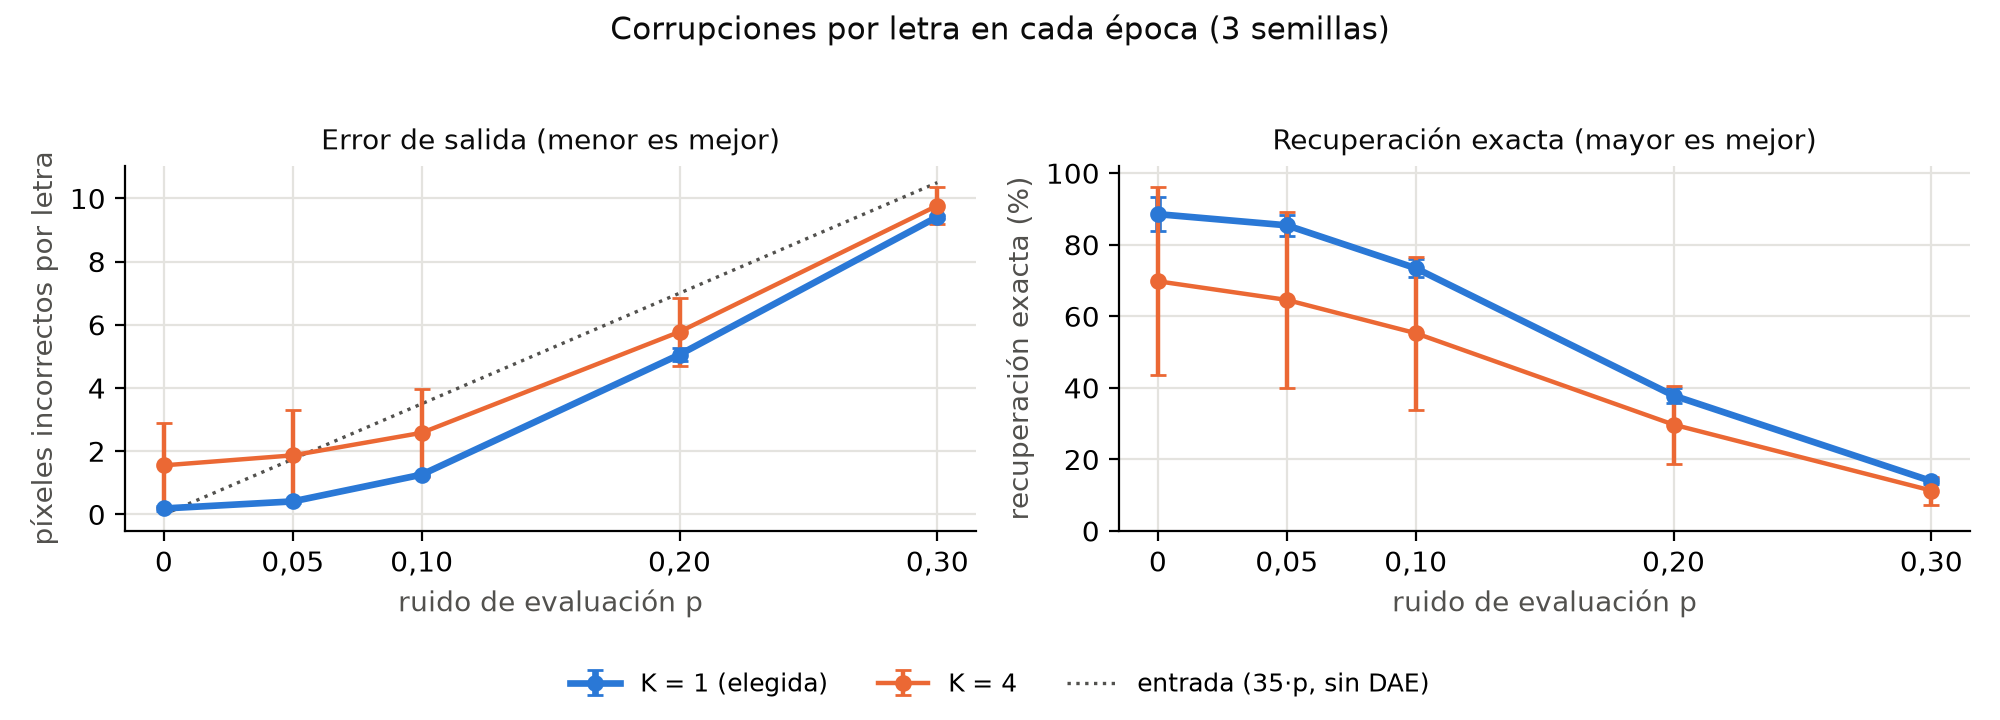 Corrupciones por letra en cada época (3 semillas)
Error de salida (menor es mejor)
píxeles incorrectos por letra
10
8
6
4
2
0
0
0,05
0,10
0,20
0,30
ruido de evaluación p
Recuperación exacta (mayor es mejor)
recuperación exacta (%)
100
80
60
40
20
0
0
0,05
0,10
0,20
0,30
ruido de evaluación p
K = 1 (elegida)
K = 4
entrada (35·p, sin DAE)